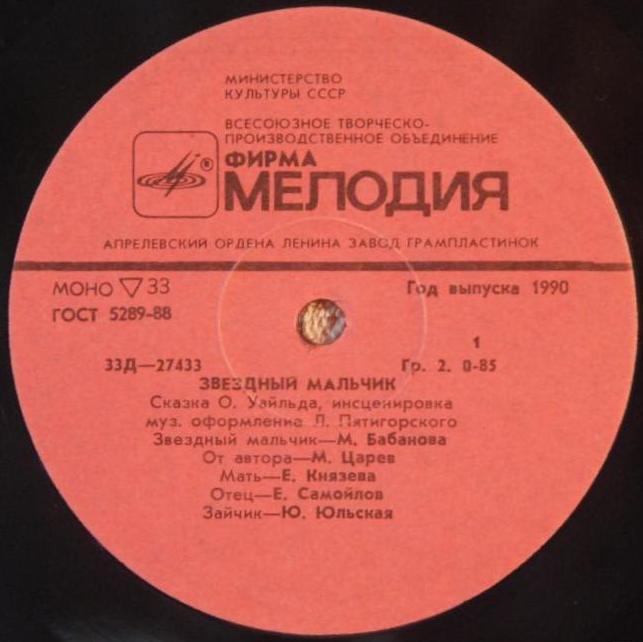 МИНИСТЕРСТВО
КУЛЬТУРЫ СССР
ВСЕСОЮЗНОЕ ТВОРЧЕСКО-
ПРОИЗВОДСТВЕННОЕ ОБЪЕДИНЕНИЕ
®
ФИРМА
МЕЛОДИЯ
АПРЕЛЕВСКИЙ ОРДЕНА ЛЕНИНА ЗАВОД ГРАМПЛАСТИНОК
МОНО ▽ 33
Год выпуска 1990
ГОСТ 5289-88
1
33Д—27433
Гр. 2. 0-85
ЗВЕЗДНЫЙ МАЛЬЧИК
Сказка О. Уайльда, инсценировка
муз. оформление Л. Пятигорского
Звездный мальчик—М. Бабанова
От автора—М. Царев
Мать—Е. Князева
Отец—Е. Самойлов
Зайчик—Ю. Юльская